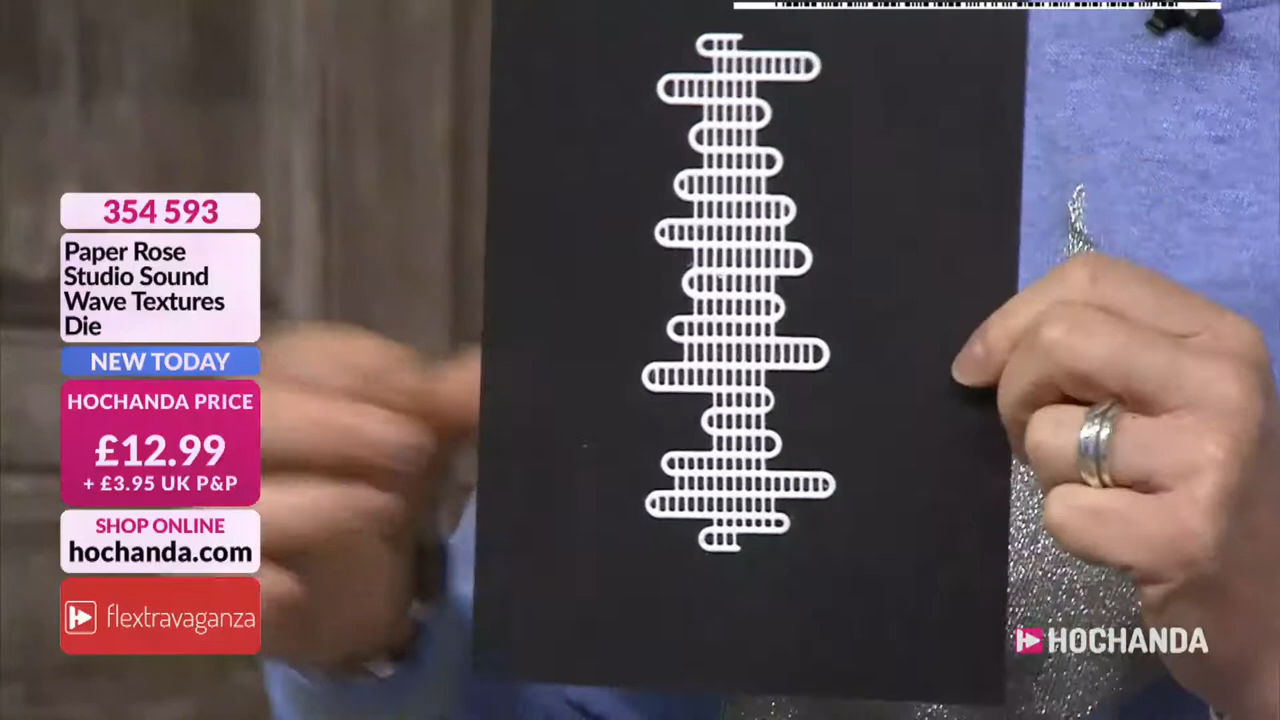 354 593
Paper Rose
Studio Sound
Wave Textures
Die
NEW TODAY
HOCHANDA PRICE
£12.99
+ £3.95 UK P&P
SHOP ONLINE
hochanda.com
flextravaganza
HOCHANDA